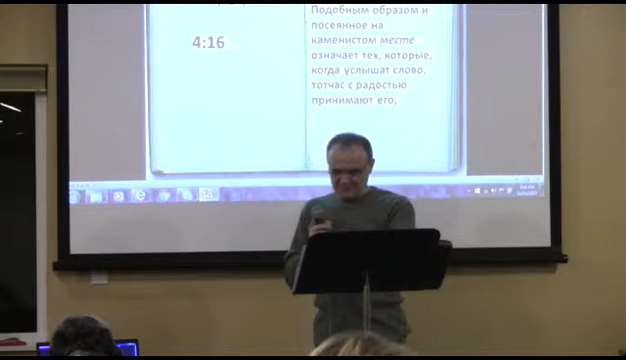 Подобным образом и
посеянное на
4:16
каменистом месте
означает тех, которые,
когда услышат слово,
тотчас с радостью
принимают его,